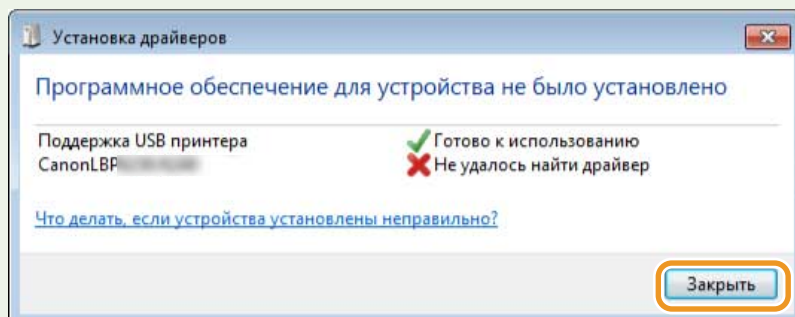 Установка драйверов
Программное обеспечение для устройства не было установлено
Поддержка USB принтера
Готово к использованию
CanonLBP
Не удалось найти драйвер
Что делать, если устройства установлены неправильно?
Закрыть